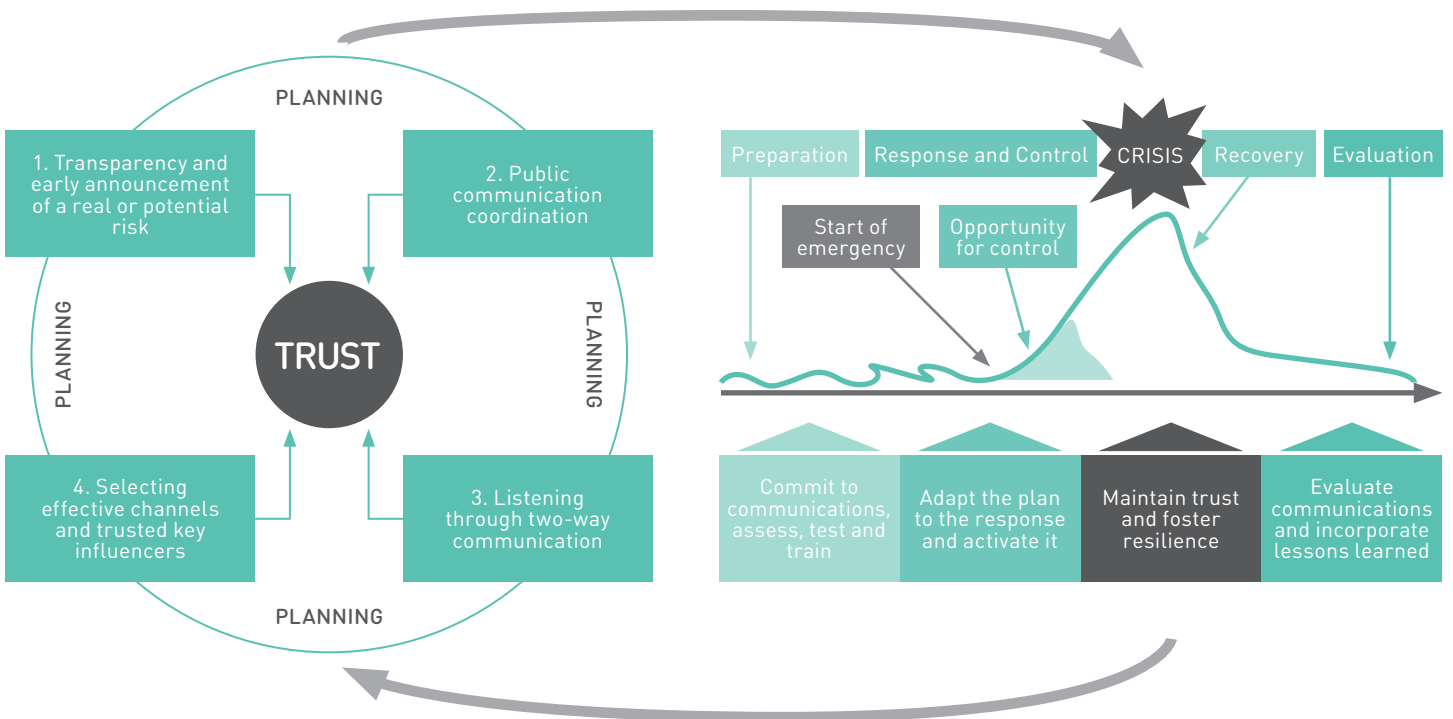 PLANNING
1. Transparency and
early announcement
of a real or potential
risk
2. Public
communication
coordination
PLANNING
TRUST
PLANNING
4. Selecting
effective channels
and trusted key
influencers
3. Listening
through two-way
communication
PLANNING
Preparation
Response and Control
CRISIS
Recovery
Evaluation
Start of
emergency
Opportunity
for control
Commit to
communications,
assess, test and
train
Adapt the plan
to the response
and activate it
Maintain trust
and foster
resilience
Evaluate
communications
and incorporate
lessons learned